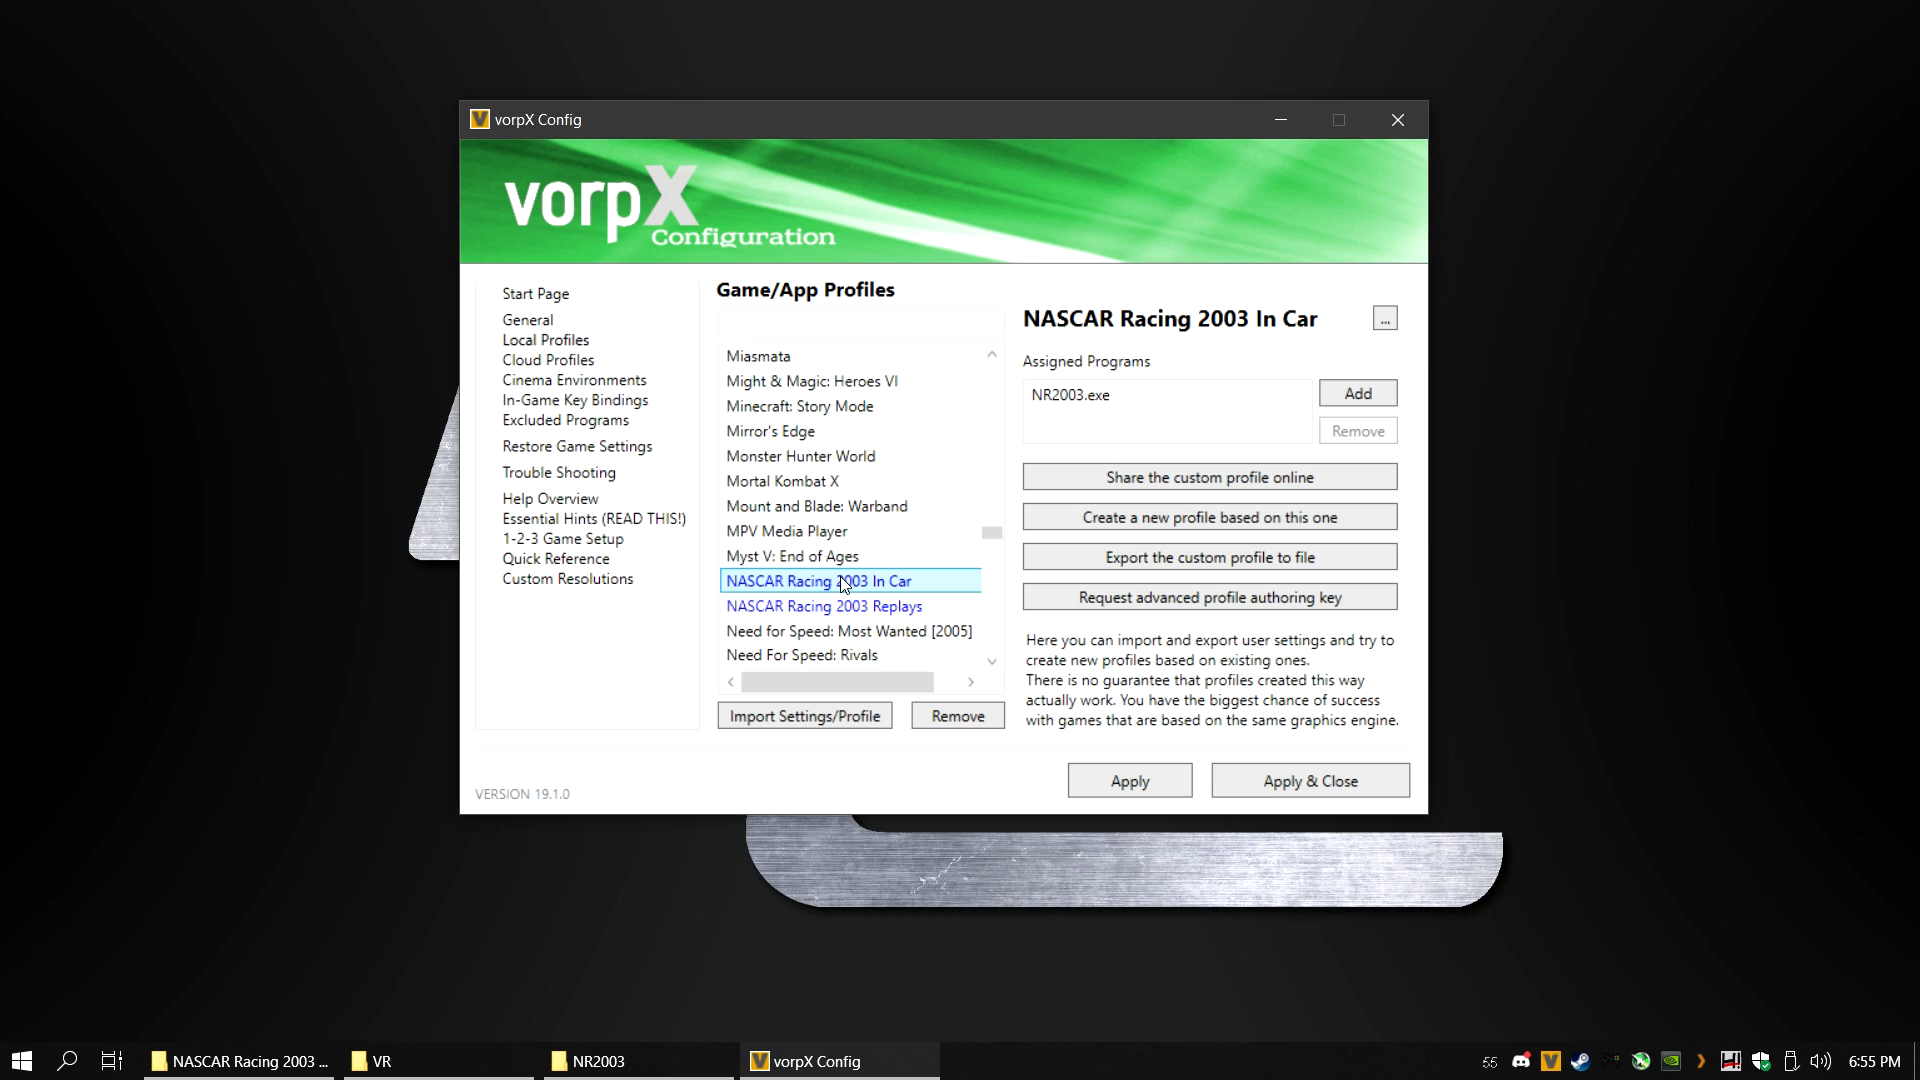 vorpX Config
vorpX
Configuration
Start Page
General
Local Profiles
Cloud Profiles
Cinema Environments
In-Game Key Bindings
Excluded Programs
Restore Game Settings
Trouble Shooting
Help Overview
Essential Hints (READ THIS!)
1-2-3 Game Setup
Quick Reference
Custom Resolutions
VERSION 19.1.0
Game/App Profiles
Miasmata
Might & Magic: Heroes VI
Minecraft: Story Mode
Mirror's Edge
Monster Hunter World
Mortal Kombat X
Mount and Blade: Warband
MPV Media Player
Myst V: End of Ages
NASCAR Racing 2003 In Car
NASCAR Racing 2003 Replays
Need for Speed: Most Wanted [2005]
Need For Speed: Rivals
Import Settings/Profile
Remove
NASCAR Racing 2003 In Car
...
Assigned Programs
NR2003.exe
Add
Remove
Share the custom profile online
Create a new profile based on this one
Export the custom profile to file
Request advanced profile authoring key
Here you can import and export user settings and try to
create new profiles based on existing ones.
There is no guarantee that profiles created this way
actually work. You have the biggest chance of success
with games that are based on the same graphics engine.
Apply
Apply & Close
NASCAR Racing 2003 ...
VR
NR2003
vorpX Config
55
6:55 PM